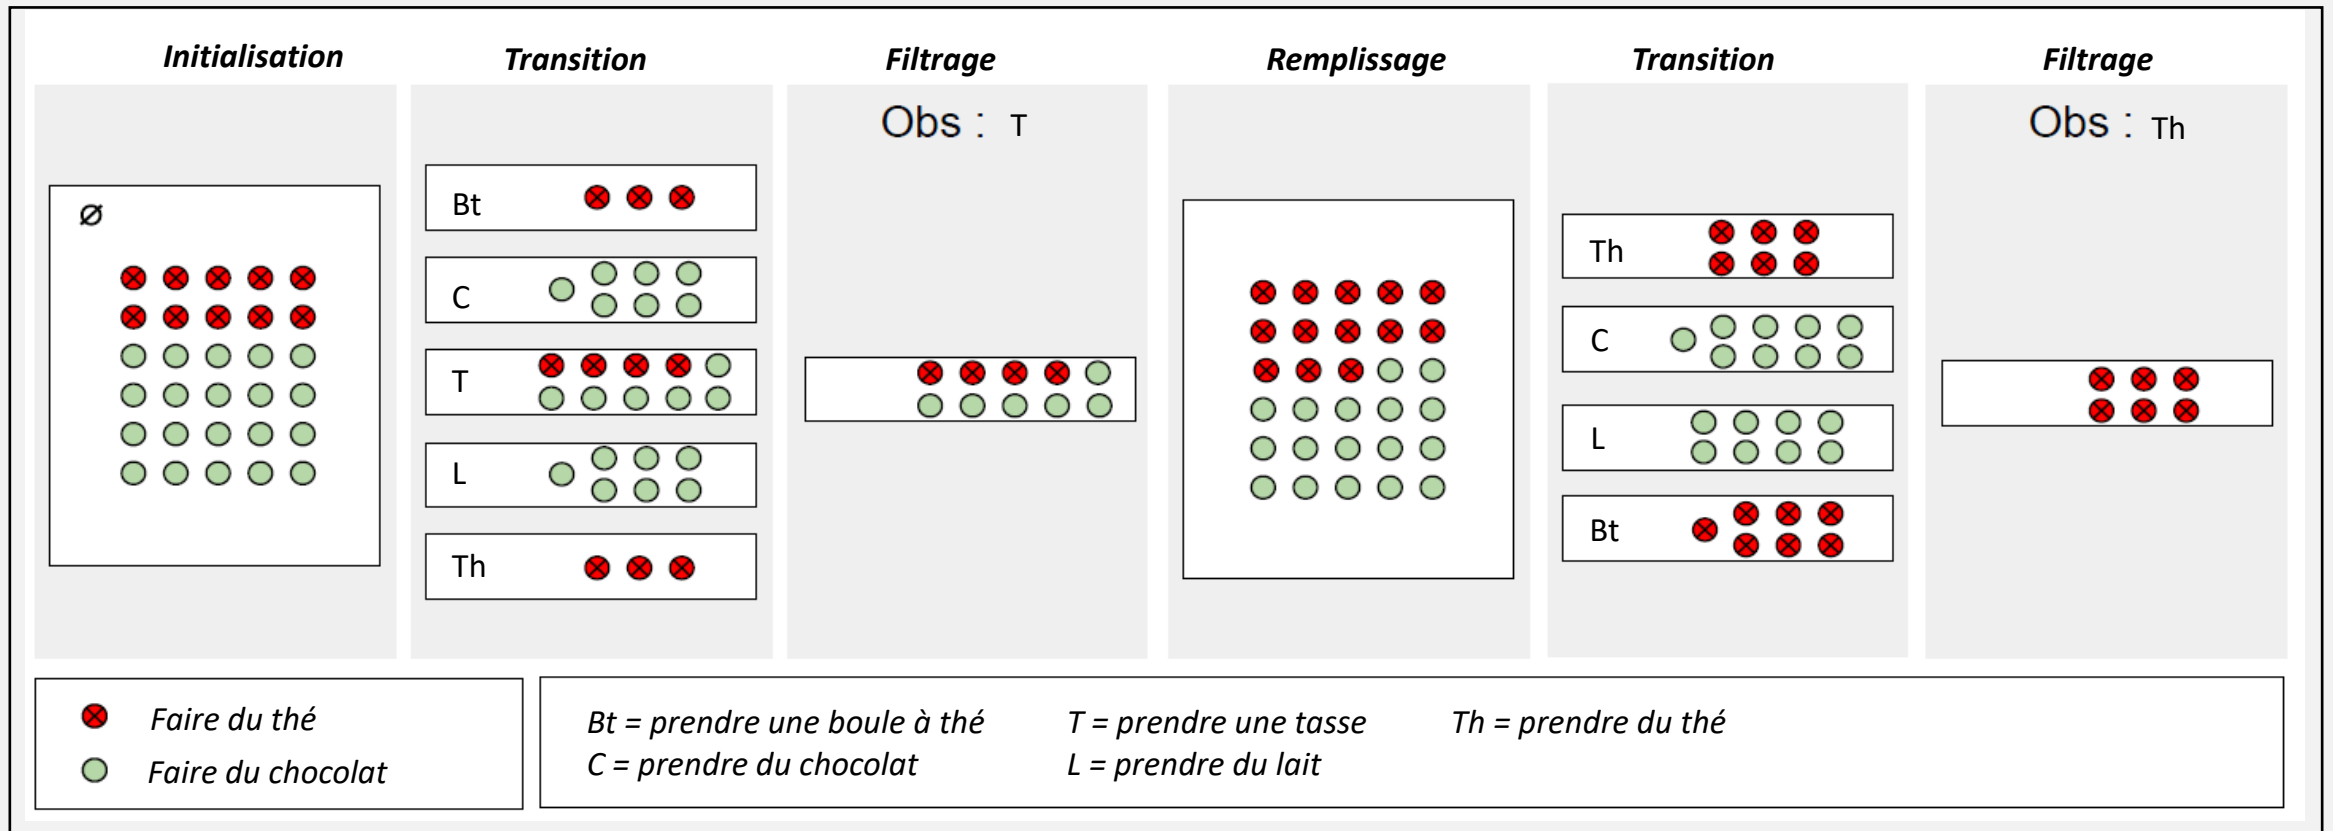 Initialisation
Transition
Filtrage
Remplissage
Transition
Filtrage
∅
Bt
C
T
L
Th
Obs : T
Th
C
L
Bt
Obs : Th
Faire du thé
Faire du chocolat
Bt = prendre une boule à thé
T = prendre une tasse
Th = prendre du thé
C = prendre du chocolat
L = prendre du lait